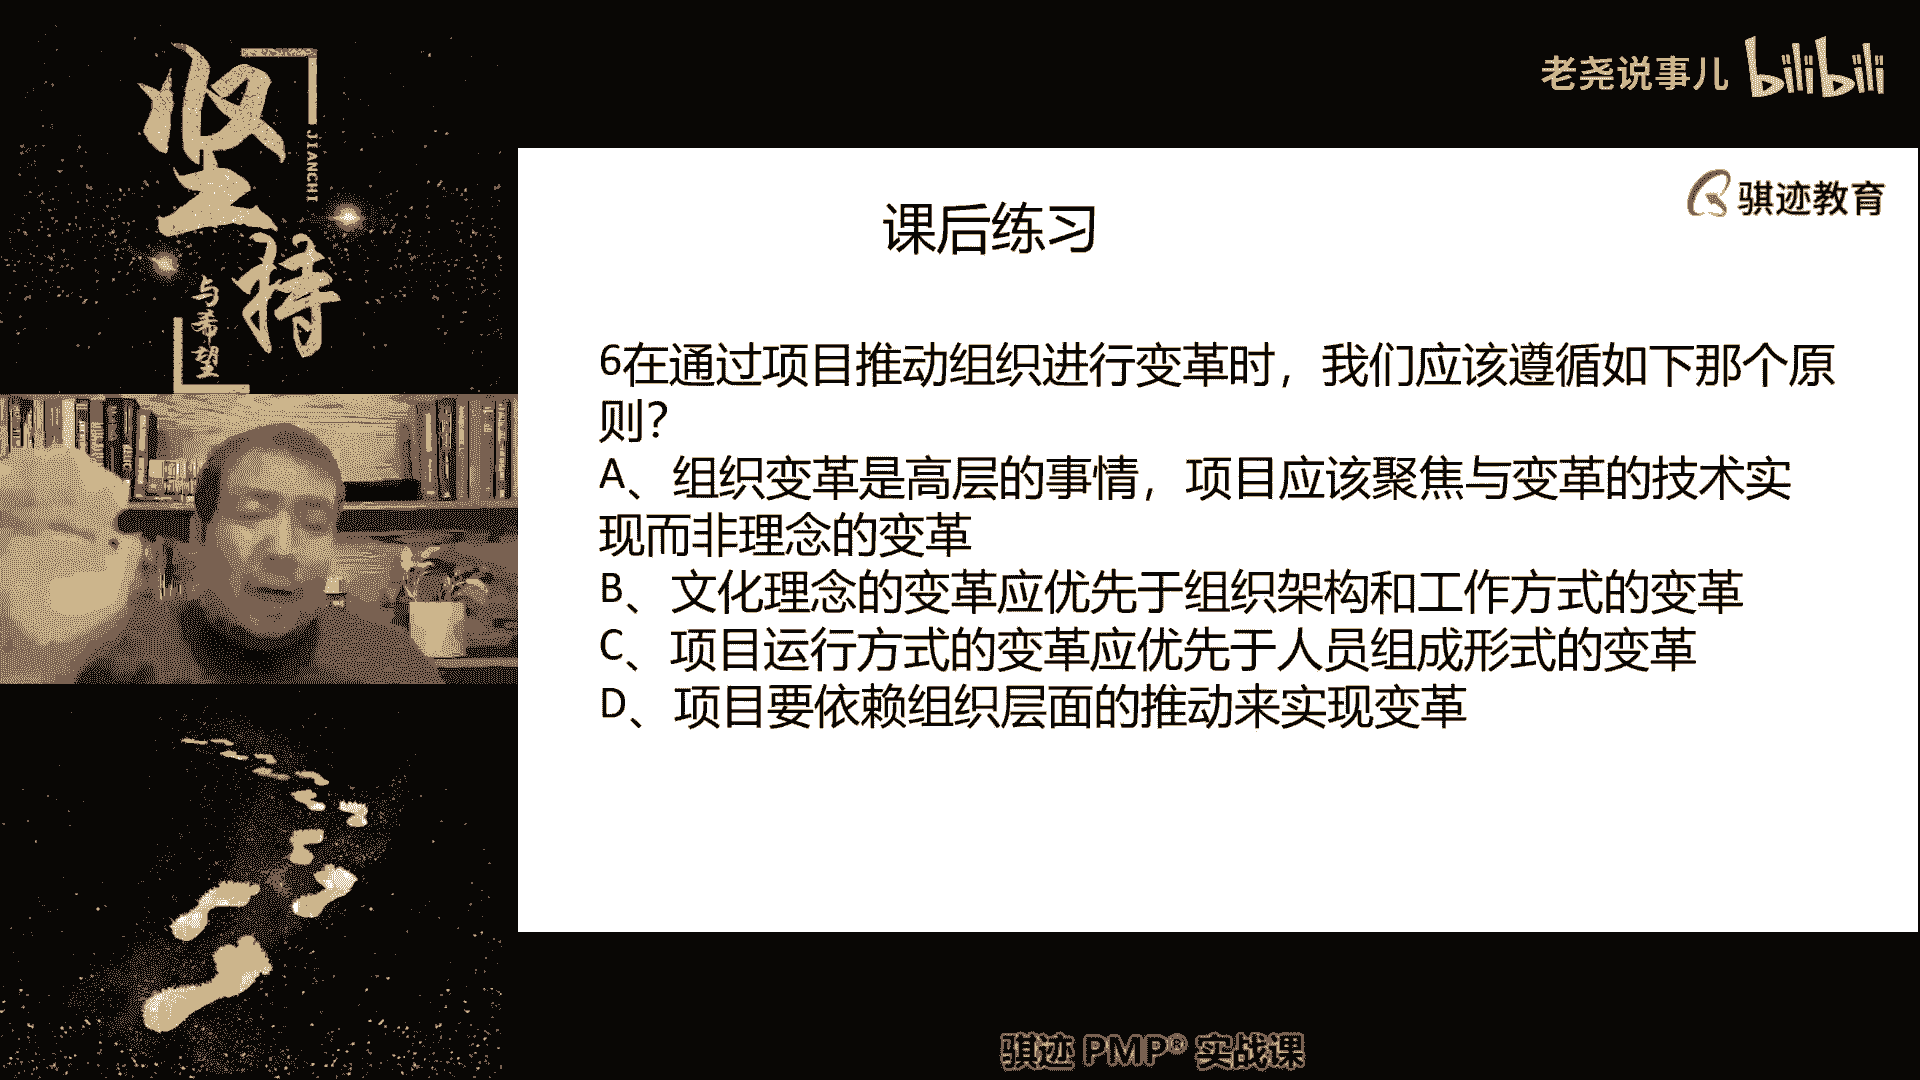 坚持
JIANCHI
与希望
老尧说事儿 bilibili
骐迹教育
课后练习
6在通过项目推动组织进行变革时，我们应该遵循如下那个原
则？
A、组织变革是高层的事情，项目应该聚焦与变革的技术实
现而非理念的变革
B、文化理念的变革应优先于组织架构和工作方式的变革
C、项目运行方式的变革应优先于人员组成形式的变革
D、项目要依赖组织层面的推动来实现变革
骐迹 PMP® 实战课